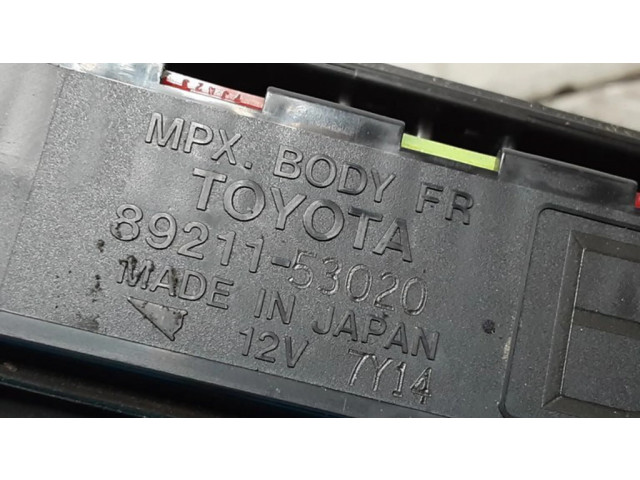 MPX. BODY FR
TOYOTA
89211-53020
MADE IN JAPAN
12V 7Y14